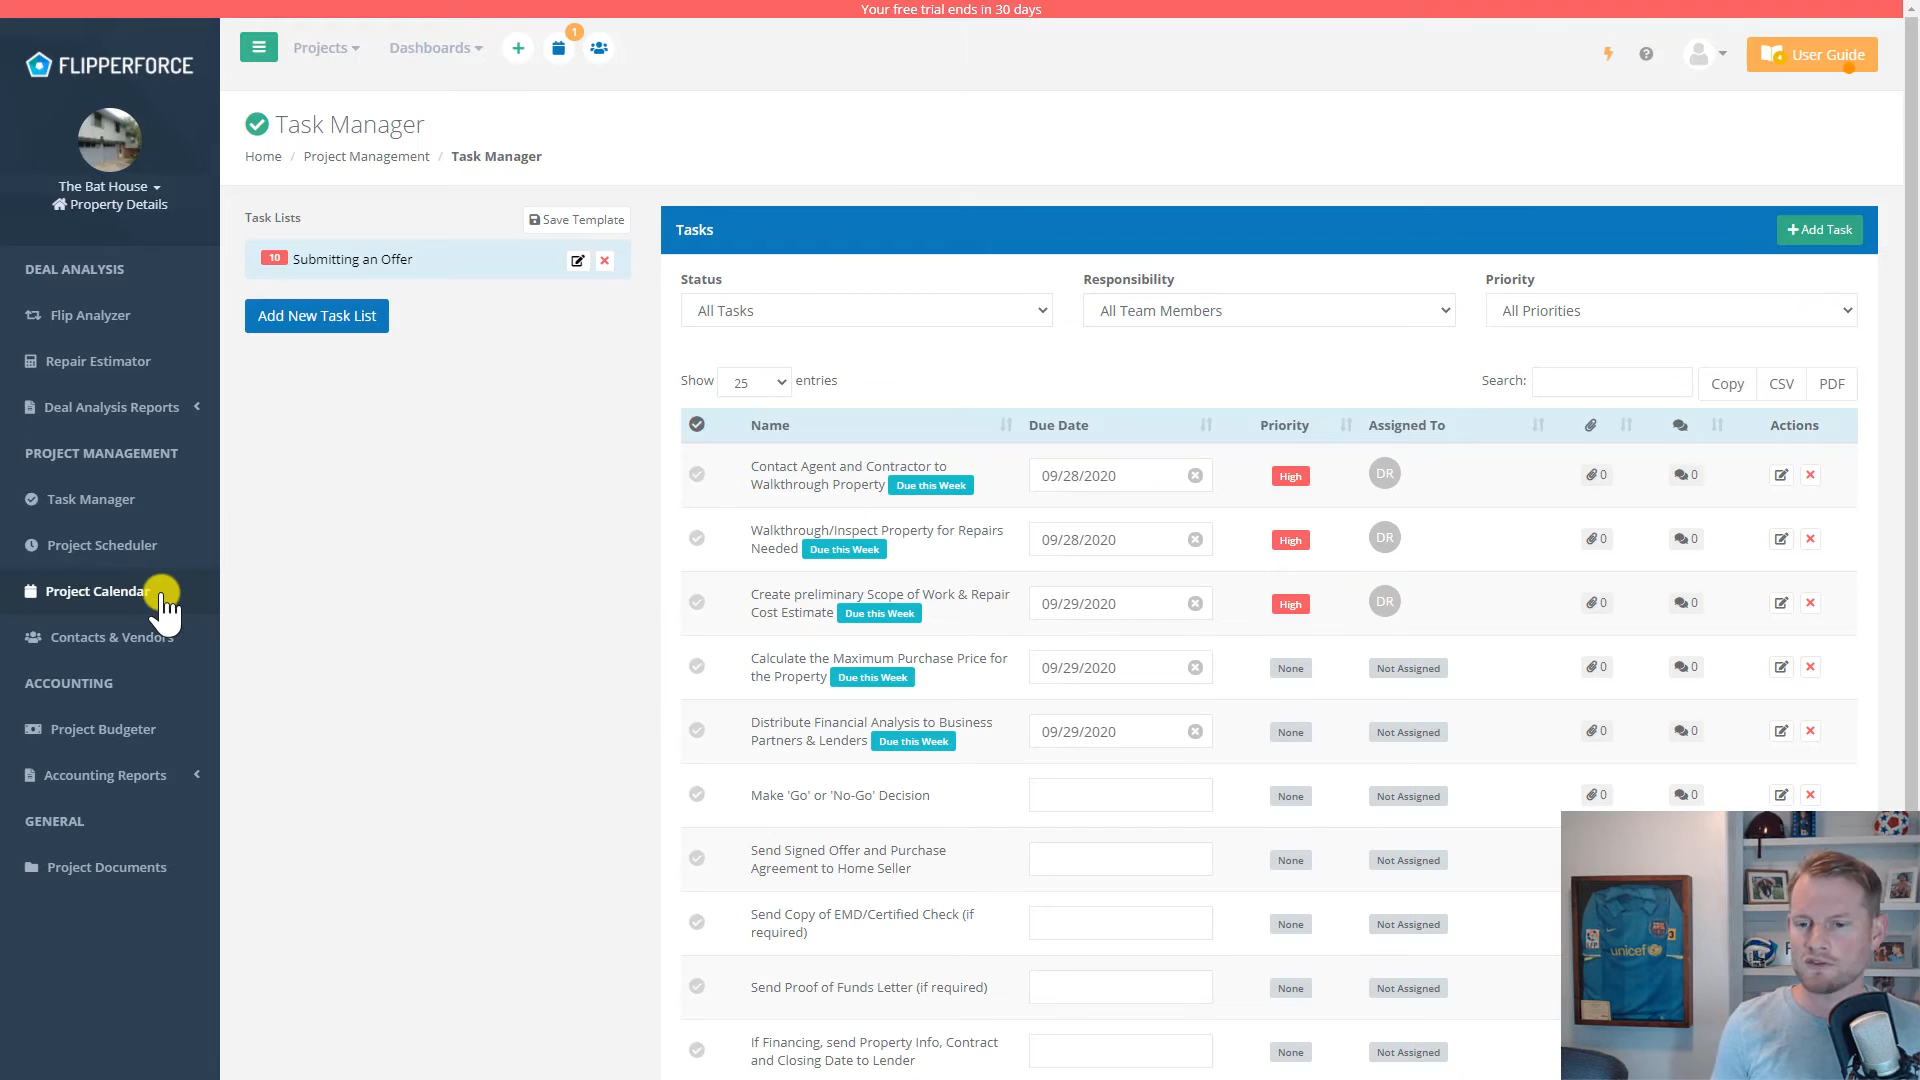 Your free trial ends in 30 days
FLIPPERFORCE
Projects
Dashboards
1
User Guide
The Bat House
Property Details
Task Manager
Home / Project Management / Task Manager
DEAL ANALYSIS
Flip Analyzer
Repair Estimator
Deal Analysis Reports
PROJECT MANAGEMENT
Task Manager
Project Scheduler
Project Calendar
Contacts & Vendors
ACCOUNTING
Project Budgeter
Accounting Reports
GENERAL
Project Documents
Task Lists
Save Template
10 Submitting an Offer
Add New Task List
Tasks
Add Task
Status
Responsibility
Priority
All Tasks
All Team Members
All Priorities
Show 25 entries
Search:
Copy
CSV
PDF
Name
Due Date
Priority
Assigned To
Actions
Contact Agent and Contractor to
Walkthrough Property Due this Week
09/28/2020
High
DR
0
0
Walkthrough/Inspect Property for Repairs
Needed Due this Week
09/28/2020
High
DR
0
0
Create preliminary Scope of Work & Repair
Cost Estimate Due this Week
09/29/2020
High
DR
0
0
Calculate the Maximum Purchase Price for
the Property Due this Week
09/29/2020
None
Not Assigned
0
0
Distribute Financial Analysis to Business
Partners & Lenders Due this Week
09/29/2020
None
Not Assigned
0
0
Make 'Go' or 'No-Go' Decision
None
Not Assigned
0
0
Send Signed Offer and Purchase
Agreement to Home Seller
None
Not Assigned
Send Copy of EMD/Certified Check (if
required)
None
Not Assigned
Send Proof of Funds Letter (if required)
None
Not Assigned
If Financing, send Property Info, Contract
and Closing Date to Lender
None
Not Assigned
unicef
3